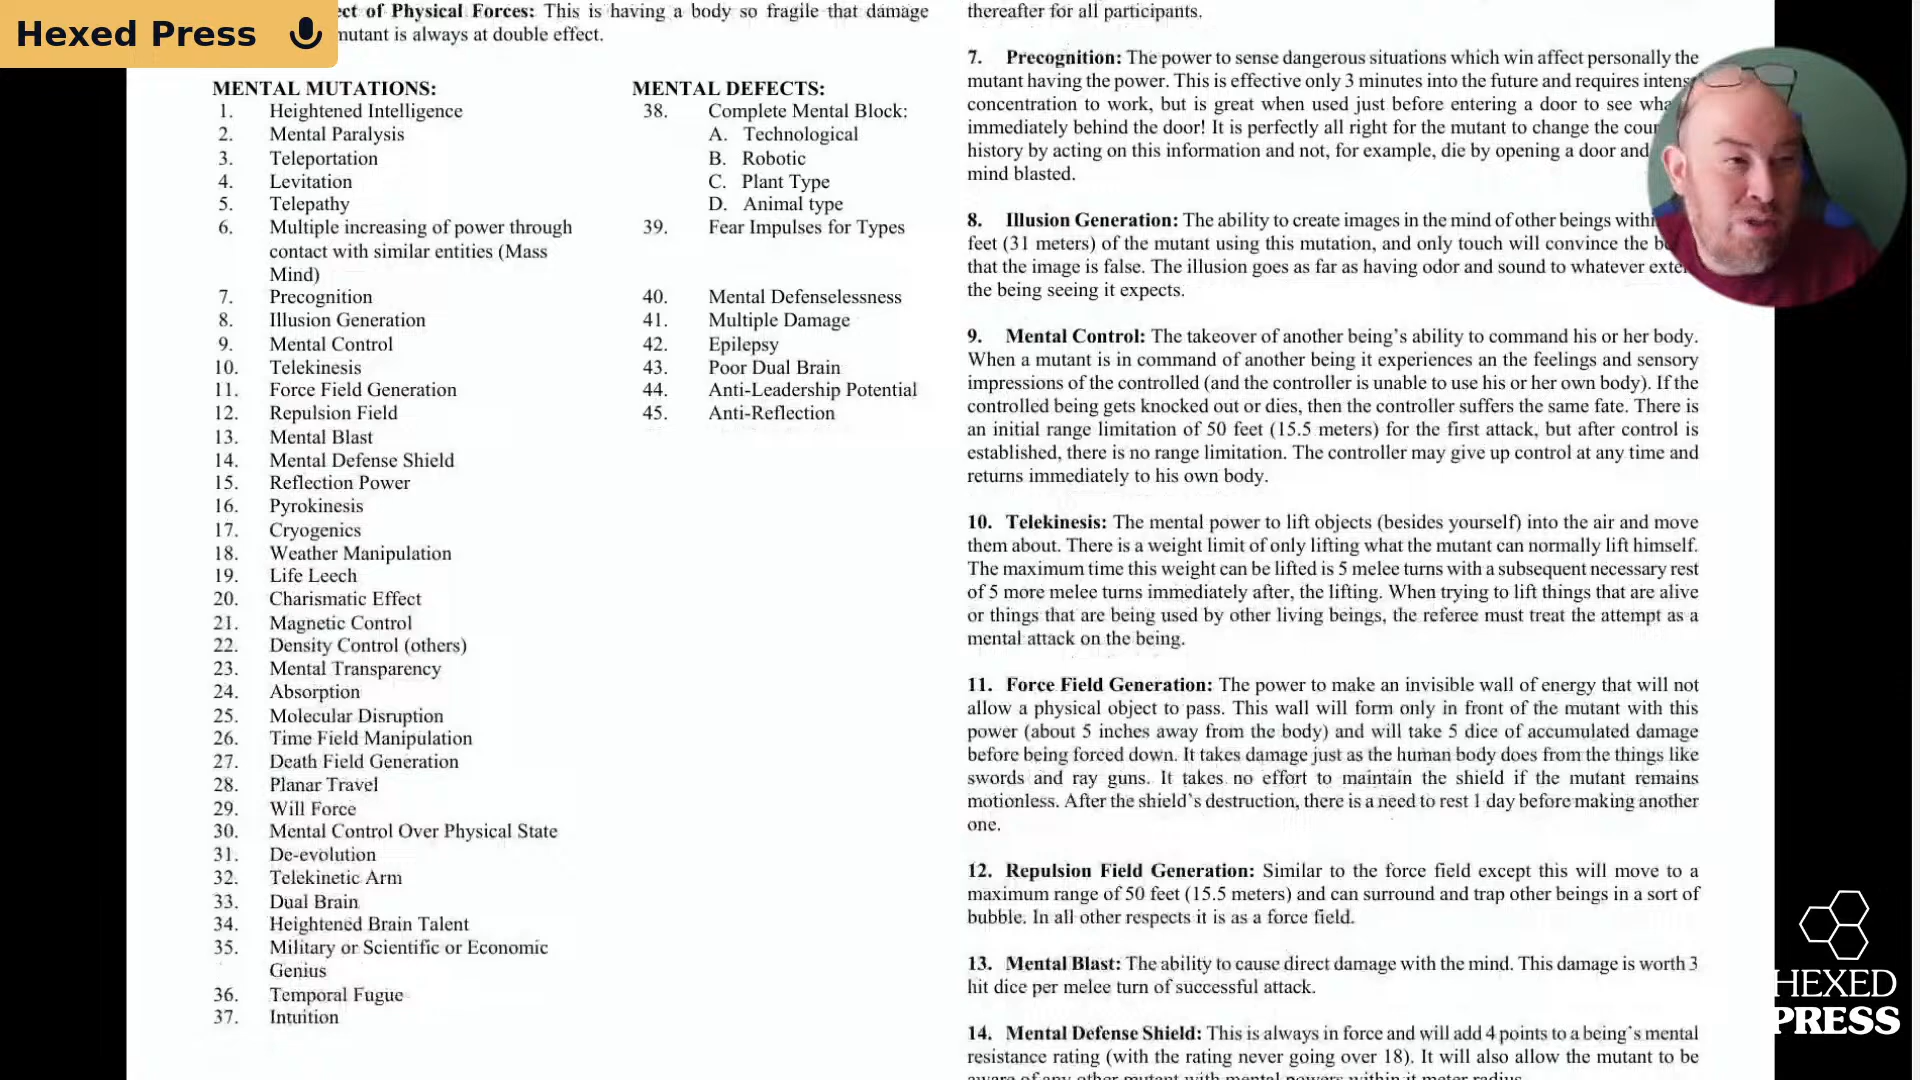 Hexed Press
ect of Physical Forces: This is having a body so fragile that damage
mutant is always at double effect.
MENTAL MUTATIONS:
1. Heightened Intelligence
2. Mental Paralysis
3. Teleportation
4. Levitation
5. Telepathy
6. Multiple increasing of power through
contact with similar entities (Mass
Mind)
7. Precognition
8. Illusion Generation
9. Mental Control
10. Telekinesis
11. Force Field Generation
12. Repulsion Field
13. Mental Blast
14. Mental Defense Shield
15. Reflection Power
16. Pyrokinesis
17. Cryogenics
18. Weather Manipulation
19. Life Leech
20. Charismatic Effect
21. Magnetic Control
22. Density Control (others)
23. Mental Transparency
24. Absorption
25. Molecular Disruption
26. Time Field Manipulation
27. Death Field Generation
28. Planar Travel
29. Will Force
30. Mental Control Over Physical State
31. De-evolution
32. Telekinetic Arm
33. Dual Brain
34. Heightened Brain Talent
35. Military or Scientific or Economic
Genius
36. Temporal Fugue
37. Intuition
MENTAL DEFECTS:
38. Complete Mental Block:
A. Technological
B. Robotic
C. Plant Type
D. Animal type
39. Fear Impulses for Types
40. Mental Defenselessness
41. Multiple Damage
42. Epilepsy
43. Poor Dual Brain
44. Anti-Leadership Potential
45. Anti-Reflection
thereafter for all participants.
7. Precognition: The power to sense dangerous situations which win affect personally the
mutant having the power. This is effective only 3 minutes into the future and requires intens
concentration to work, but is great when used just before entering a door to see wha
immediately behind the door! It is perfectly all right for the mutant to change the cour
history by acting on this information and not, for example, die by opening a door and
mind blasted.
8. Illusion Generation: The ability to create images in the mind of other beings withi
feet (31 meters) of the mutant using this mutation, and only touch will convince the b
that the image is false. The illusion goes as far as having odor and sound to whatever exte
the being seeing it expects.
9. Mental Control: The takeover of another being's ability to command his or her body.
When a mutant is in command of another being it experiences an the feelings and sensory
impressions of the controlled (and the controller is unable to use his or her own body). If the
controlled being gets knocked out or dies, then the controller suffers the same fate. There is
an initial range limitation of 50 feet (15.5 meters) for the first attack, but after control is
established, there is no range limitation. The controller may give up control at any time and
returns immediately to his own body.
10. Telekinesis: The mental power to lift objects (besides yourself) into the air and move
them about. There is a weight limit of only lifting what the mutant can normally lift himself.
The maximum time this weight can be lifted is 5 melee turns with a subsequent necessary rest
of 5 more melee turns immediately after, the lifting. When trying to lift things that are alive
or things that are being used by other living beings, the referee must treat the attempt as a
mental attack on the being.
11. Force Field Generation: The power to make an invisible wall of energy that will not
allow a physical object to pass. This wall will form only in front of the mutant with this
power (about 5 inches away from the body) and will take 5 dice of accumulated damage
before being forced down. It takes damage just as the human body does from the things like
swords and ray guns. It takes no effort to maintain the shield if the mutant remains
motionless. After the shield's destruction, there is a need to rest 1 day before making another
one.
12. Repulsion Field Generation: Similar to the force field except this will move to a
maximum range of 50 feet (15.5 meters) and can surround and trap other beings in a sort of
bubble. In all other respects it is as a force field.
13. Mental Blast: The ability to cause direct damage with the mind. This damage is worth 3
hit dice per melee turn of successful attack.
14. Mental Defense Shield: This is always in force and will add 4 points to a being's mental
resistance rating (with the rating never going over 18). It will also allow the mutant to be
aware of any other mutant with mental powers within it meter radius.
HEXED
PRESS